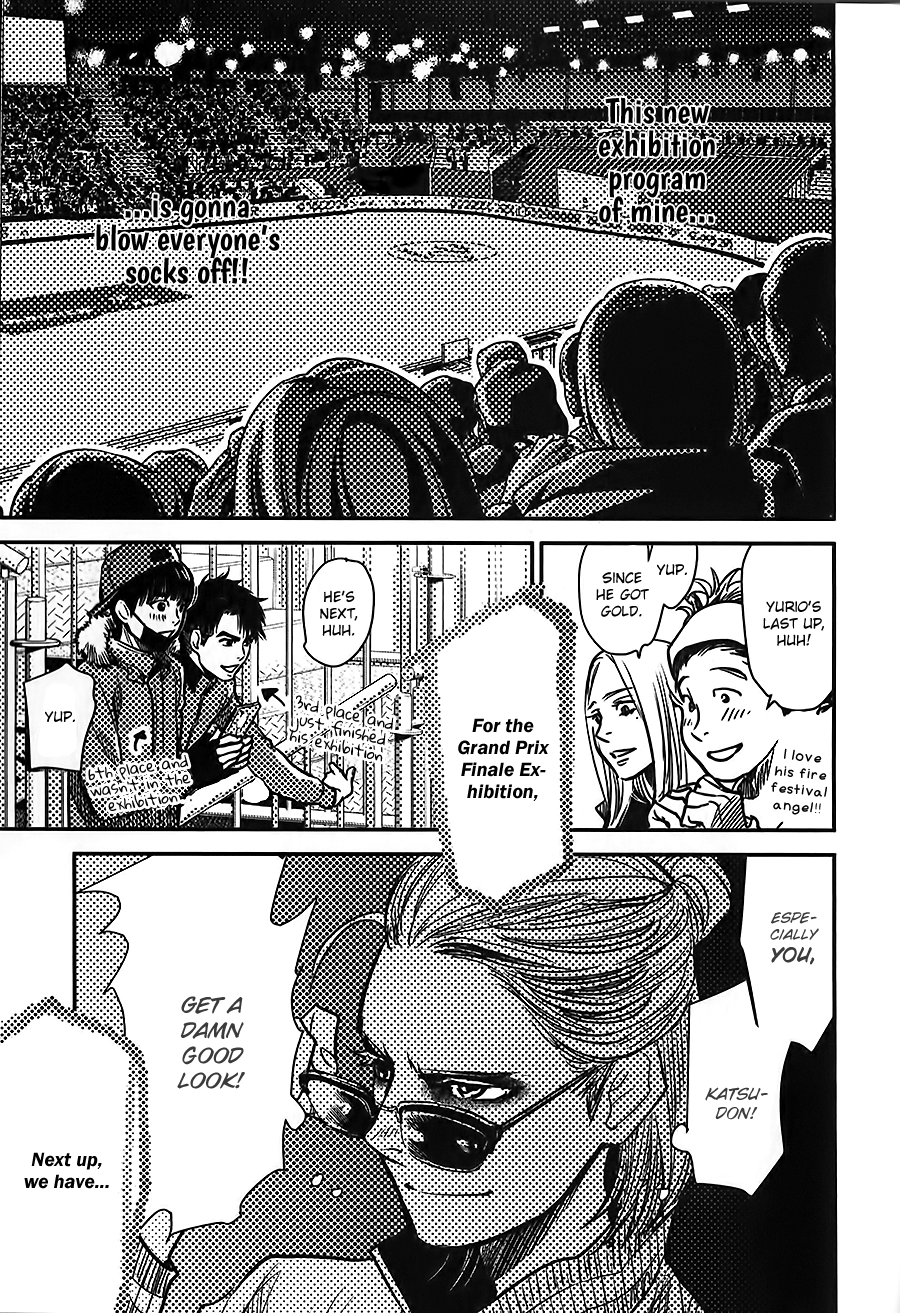 This new
exhibition
program
of mine...
...is gonna
blow everyone's
socks off!!
YURIO'S
LAST UP,
HUH!
YUP.
SINCE
HE GOT
GOLD.
I love
his fire
festival
angel!!
For the
Grand Prix
Finale Ex-
hibition,
HE'S
NEXT,
HUH.
3rd place and
just finished
his exhibition
YUP.
6th place and
wasn't in the
exhibition
ESPE-
CIALLY
YOU,
KATSU-
DON!
GET A
DAMN
GOOD
LOOK!
Next up,
we have...